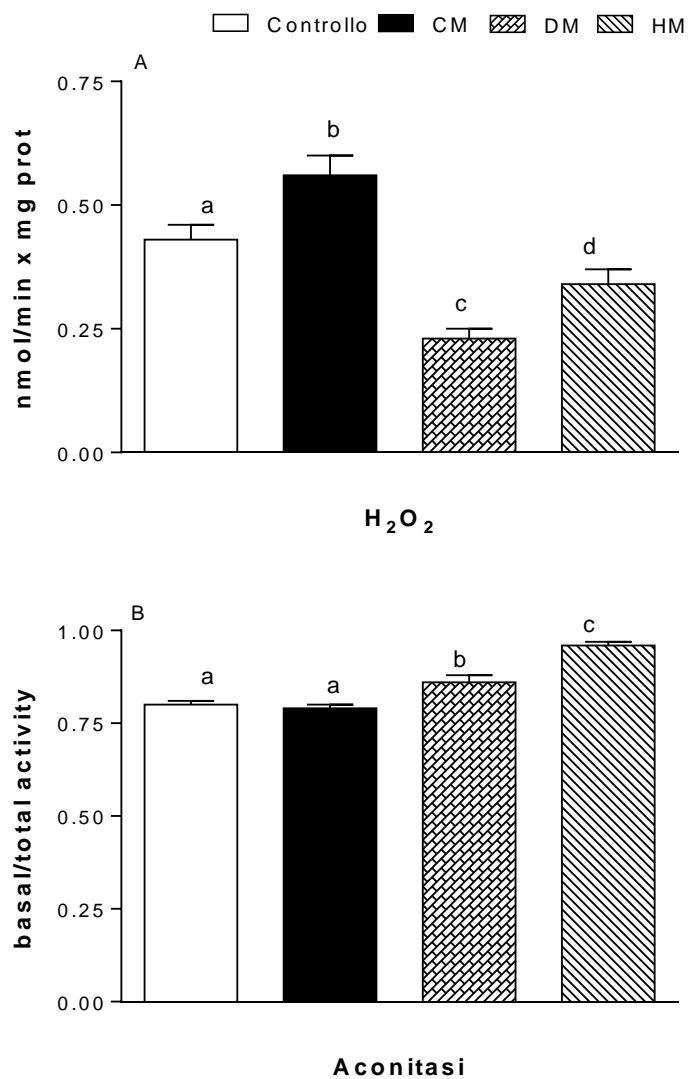 Controllo CM DM HM
A
0.75
0.50
0.25
0.00
nmol/min x mg prot
a
b
c
d
H₂O₂
B
1.00
0.75
0.50
0.25
0.00
basal/total activity
a
a
b
c
Aconitasi